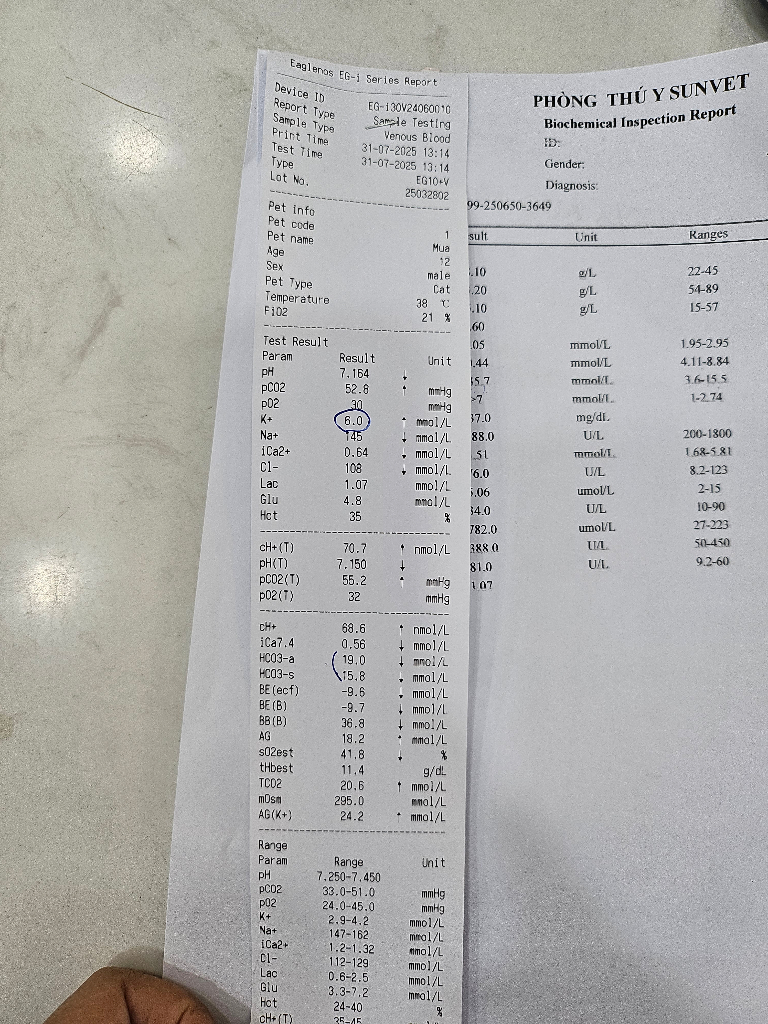 Eaglenos EG-i Series Report
Device ID EG-i30V24060010
Report Type Sample Testing
Sample Type Venous Blood
Print Time 31-07-2025 13:14
Test Time 31-07-2025 13:14
Type EG10+V
Lot No. 25032802
Pet Info
Pet code 1
Pet name Mua
Age 12
Sex male
Pet Type Cat
Temperature 38 ℃
FiO2 21 %
Test Result
Param Result Unit
pH 7.164 ↓
pCO2 52.8 ↑ mmHg
pO2 30 mmHg
K+ 6.0 ↑ mmol/L
Na+ 145 ↓ mmol/L
iCa2+ 0.64 ↓ mmol/L
Cl- 108 ↓ mmol/L
Lac 1.07 mmol/L
Glu 4.8 mmol/L
Hct 35 %
cH+(T) 70.7 ↑ nmol/L
pH(T) 7.150 ↓
pCO2(T) 55.2 ↑ mmHg
pO2(T) 32 mmHg
cH+ 68.6 ↑ nmol/L
iCa7.4 0.56 ↓ mmol/L
HCO3-a 19.0 ↓ mmol/L
HCO3-s 15.8 ↓ mmol/L
BE(ecf) -9.6 ↓ mmol/L
BE(B) -9.7 ↓ mmol/L
BB(B) 36.8 ↓ mmol/L
AG 18.2 ↑ mmol/L
sO2est 41.8 ↓ %
tHbest 11.4 g/dL
TCO2 20.6 ↑ mmol/L
mOsm 295.0 mmol/L
AG(K+) 24.2 ↑ mmol/L
Range
Param Range Unit
pH 7.250-7.450
pCO2 33.0-51.0 mmHg
pO2 24.0-45.0 mmHg
K+ 2.9-4.2 mmol/L
Na+ 147-162 mmol/L
iCa2+ 1.2-1.32 mmol/L
Cl- 112-129 mmol/L
Lac 0.6-2.5 mmol/L
Glu 3.3-7.2 mmol/L
Hct 24-40 %
cH+(T) 35-45
PHÒNG THÚ Y SUNVET
Biochemical Inspection Report
ID:
Gender:
Diagnosis:
99-250650-3649
sult Unit Ranges
.10 g/L 22-45
.20 g/L 54-89
.10 g/L 15-57
.60
.05 mmol/L 1.95-2.95
.44 mmol/L 4.11-8.84
5.7 mmol/L 3.6-15.5
>7 mmol/L 1-2.74
37.0 mg/dL
88.0 U/L 200-1800
.51 mmol/L 1.68-5.81
6.0 U/L 8.2-123
.06 umol/L 2-15
34.0 U/L 10-90
782.0 umol/L 27-223
388.0 U/L 50-450
81.0 U/L 9.2-60
1.07